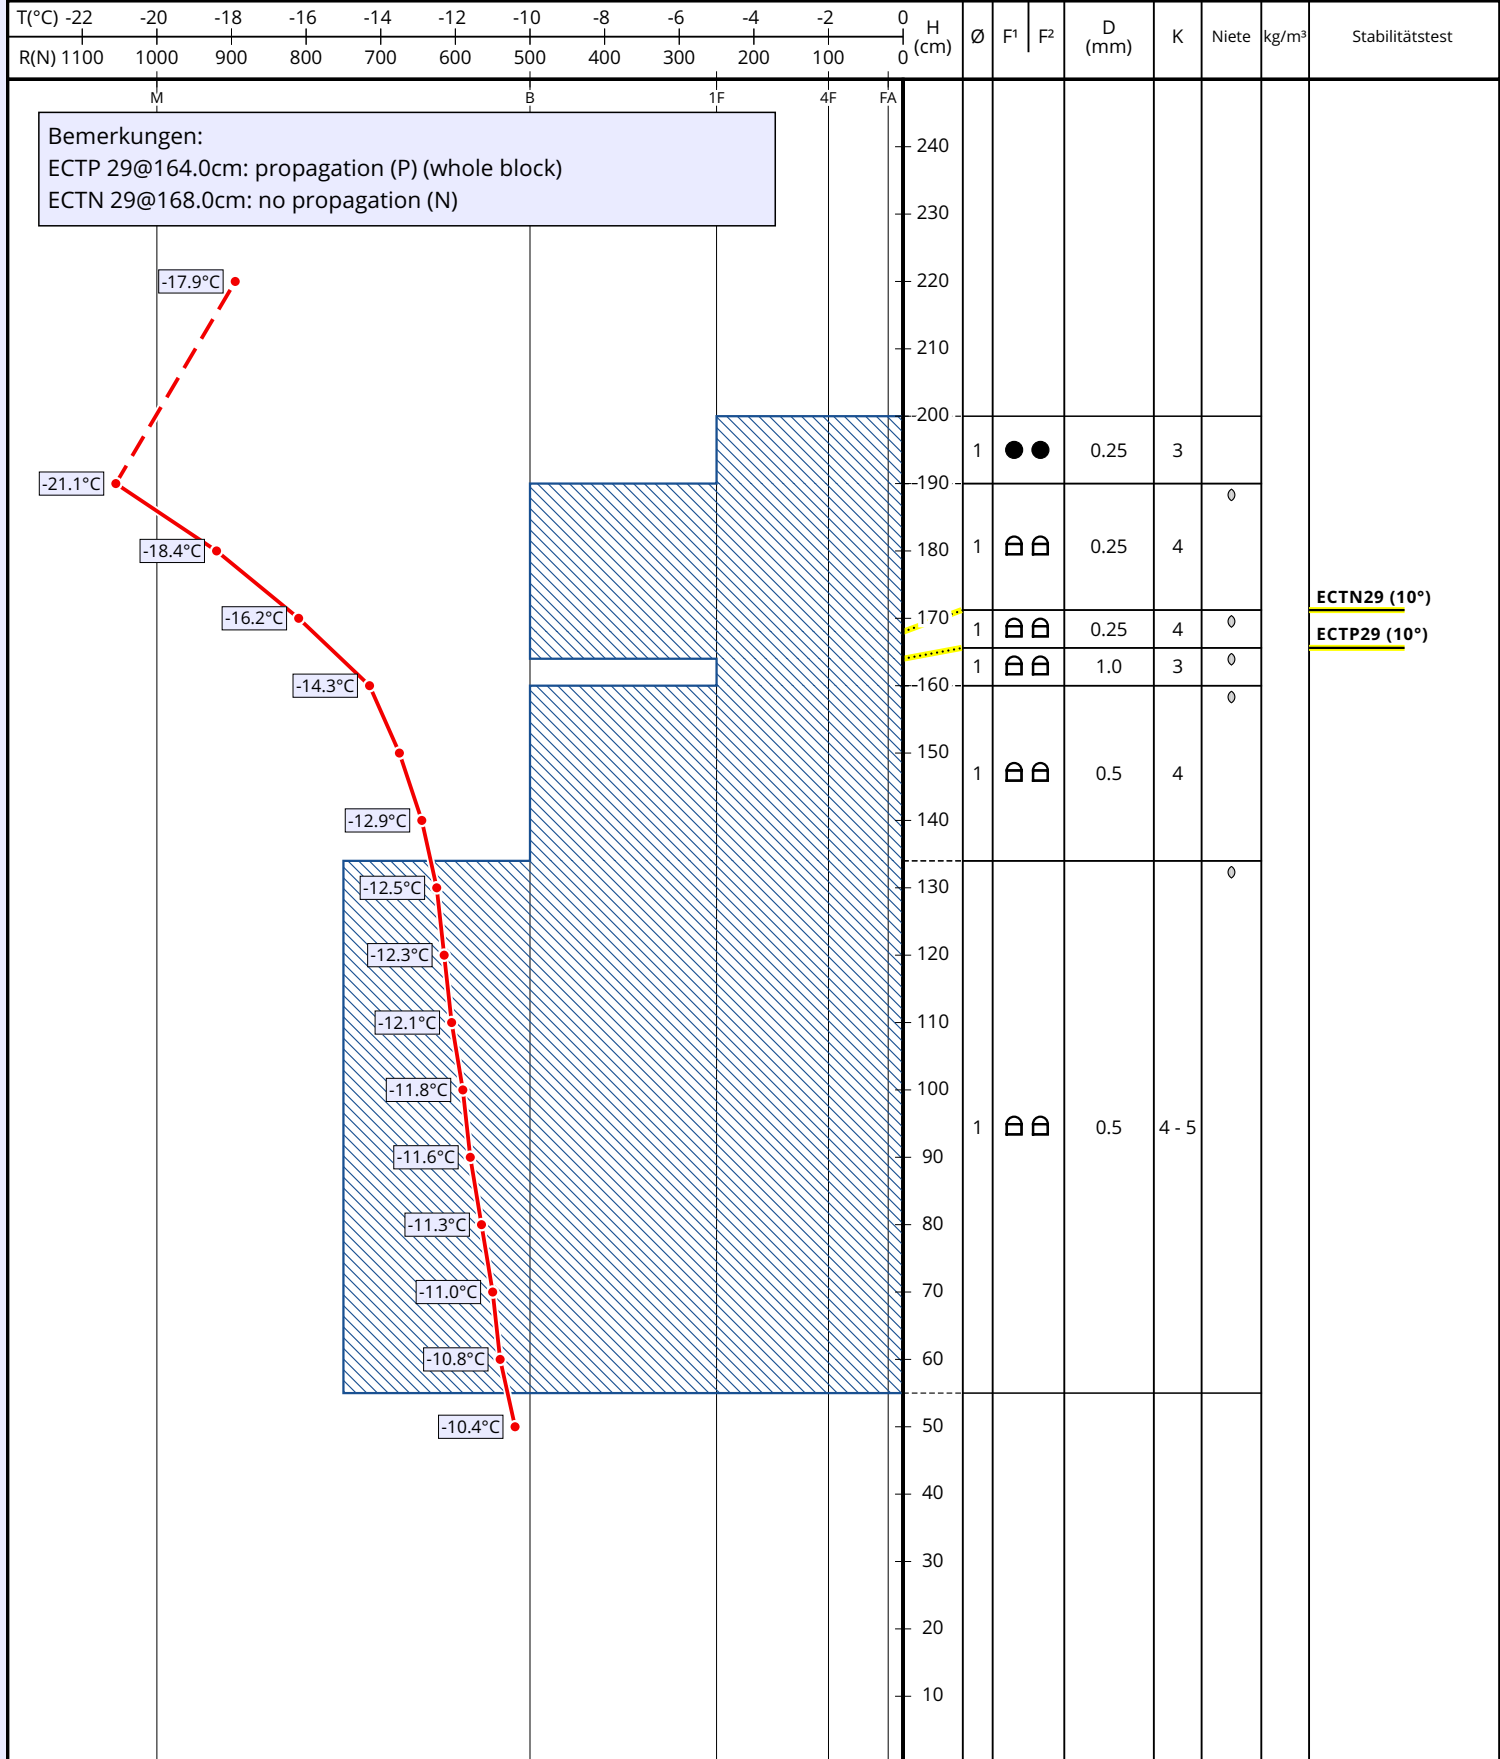 T(°C) -22 -20 -18 -16 -14 -12 -10 -8 -6 -4 -2 0
R(N) 1100 1000 900 800 700 600 500 400 300 200 100 0
H (cm) Ø F¹ F² D (mm) K Niete kg/m³ Stabilitätstest
M B 1F 4F FA
Bemerkungen:
ECTP 29@164.0cm: propagation (P) (whole block)
ECTN 29@168.0cm: no propagation (N)
240
230
-17.9°C 220
210
200
1 0.25 3
-21.1°C 190
-18.4°C 180 1 0.25 4
ECTN29 (10°)
-16.2°C 170
1 0.25 4
ECTP29 (10°)
1 1.0 3
-14.3°C 160
150
1 0.5 4
-12.9°C 140
-12.5°C 130
-12.3°C 120
-12.1°C 110
-11.8°C 100
1 0.5 4 - 5
-11.6°C 90
-11.3°C 80
-11.0°C 70
-10.8°C 60
-10.4°C 50
40
30
20
10